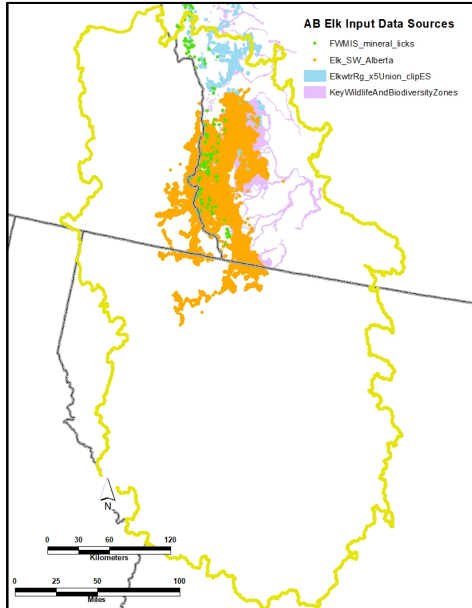 AB Elk Input Data Sources
FWMIS_mineral_licks
Elk_SW_Alberta
ElkwtrRg_x5Union_clipES
KeyWildlifeAndBiodiversityZones
N
0 30 60 120
Kilometers
0 25 50 100
Miles